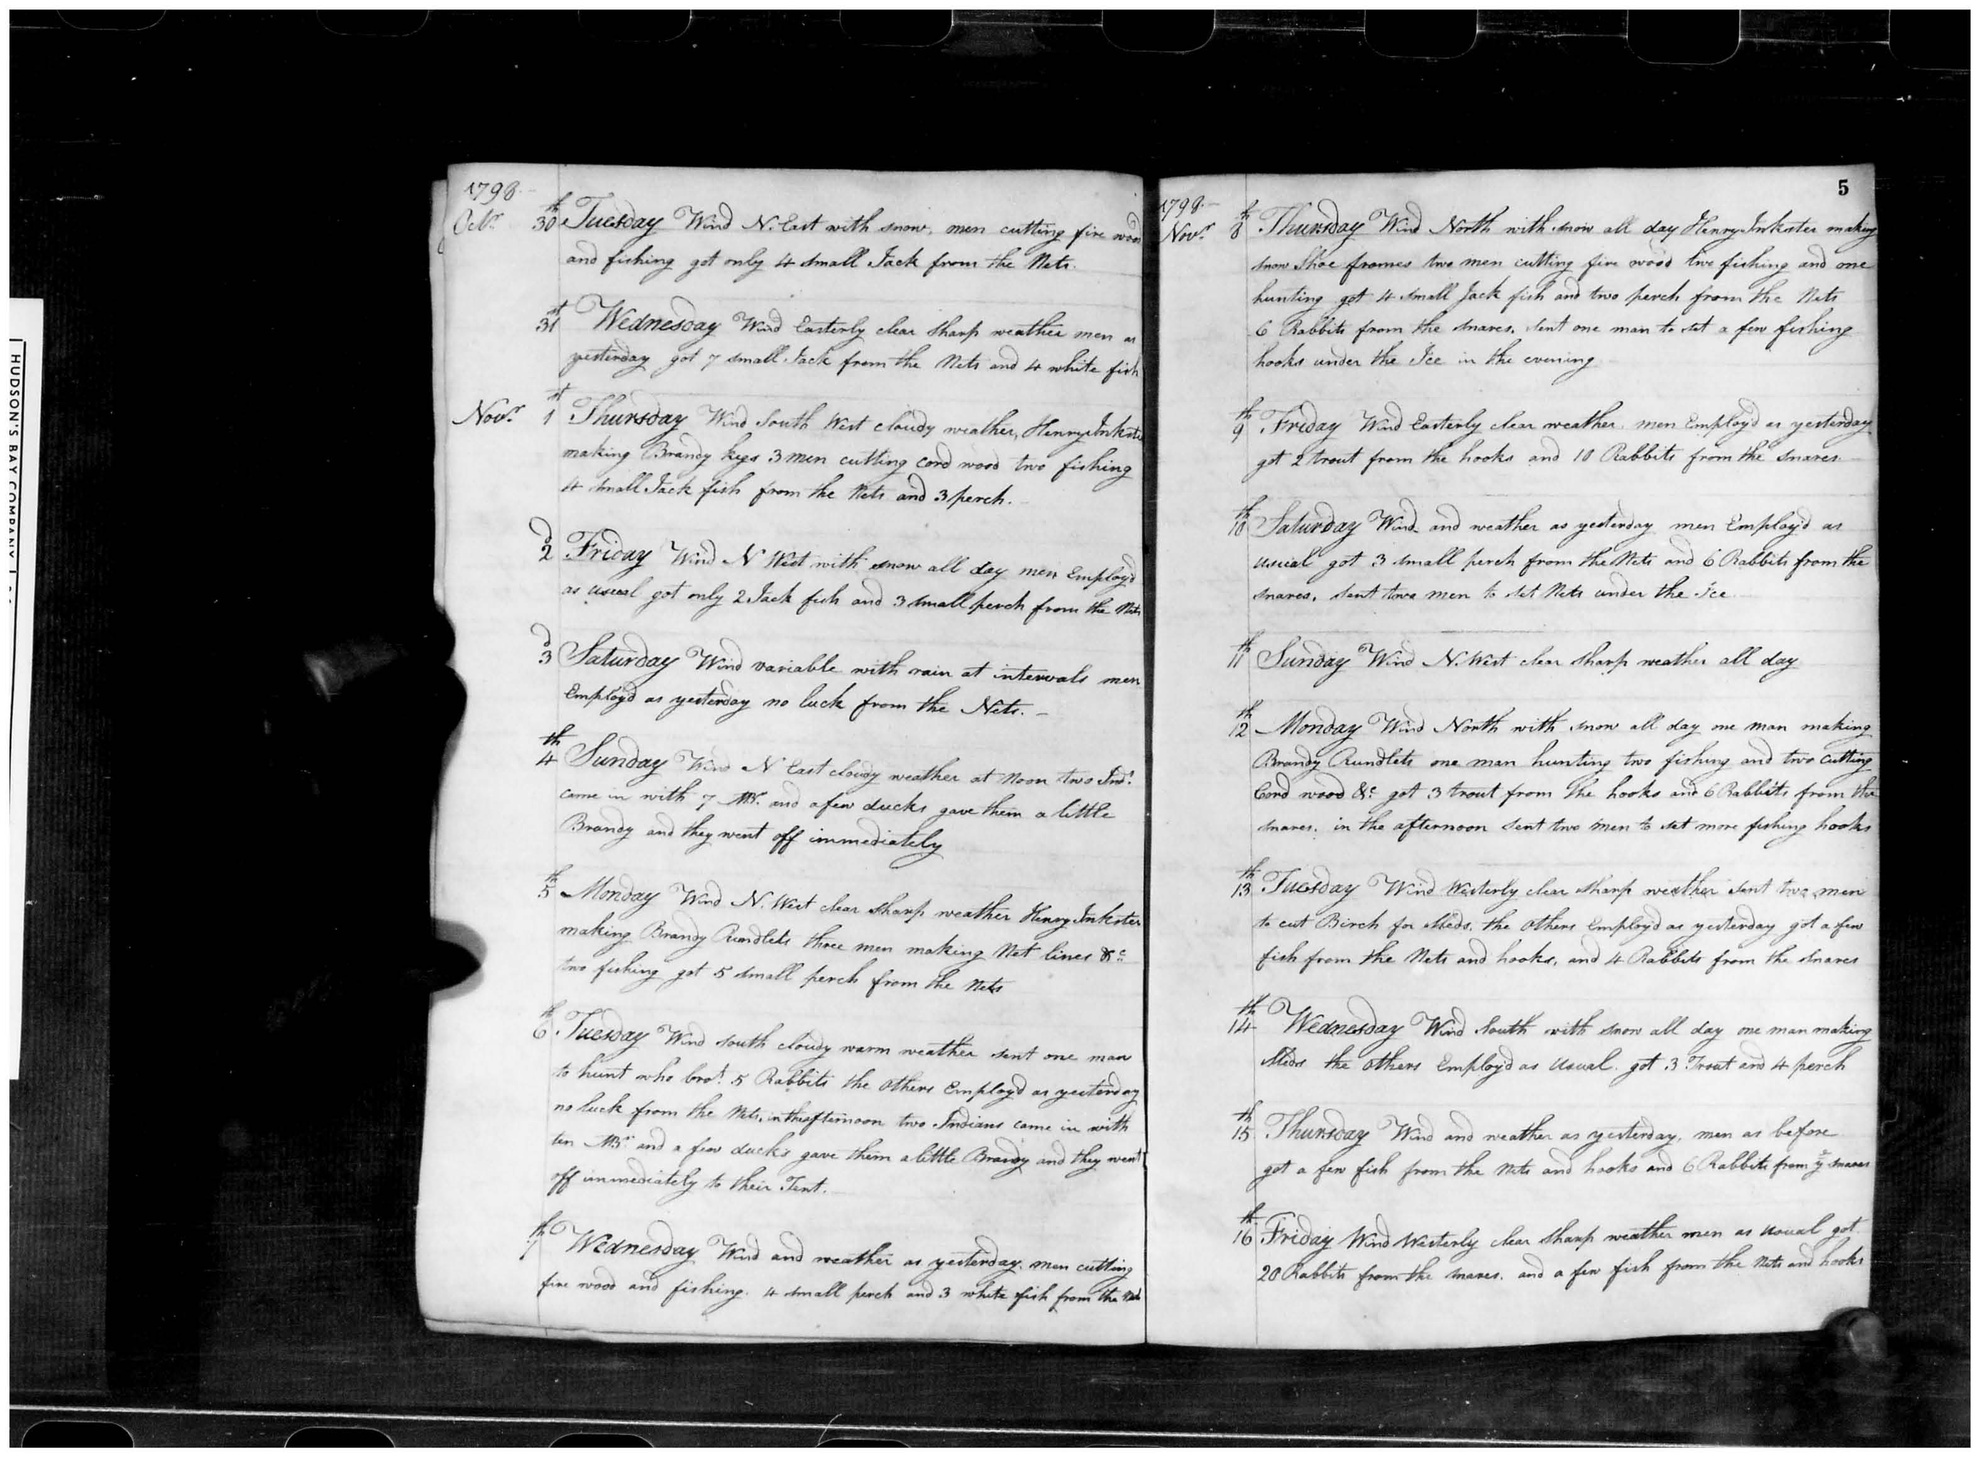 HUDSON'S BAY COMPANY
1798.
Octr. 30th Tuesday Wind N. East with snow, men cutting fire wood
and fishing got only 4 small Jack from the Nets.
31st Wednesday Wind Easterly clear sharp weather men as
yesterday got 7 small Jack from the Nets and 4 white fish
Novr. 1st Thursday Wind South West cloudy weather, Henry Inkster
making Brandy kegs 3 men cutting cord wood two fishing
4 small Jack fish from the Nets and 3 perch.
2d Friday Wind N West with snow all day men Employd
as usual got only 2 Jack fish and 3 small perch from the Nets
3d Saturday Wind variable with rain at intervals men
Employd as yesterday no luck from the Nets. –
4th Sunday Wind N East cloudy weather at Noon two Inds.
came in with 7 MBr. and a few ducks gave them a little
Brandy and they went off immediately
5th Monday Wind N. West clear sharp weather Henry Inkster
making Brandy Rundlets three men making Net lines &c
two fishing got 5 small perch from the Nets
6th Tuesday Wind south cloudy warm weather sent one man
to hunt who brot. 5 Rabbits the others Employd as yesterday
no luck from the Nets, in the afternoon two Indians came in with
ten MBr. and a few ducks gave them a little Brandy and they went
off immediately to their Tent.
7th Wednesday Wind and weather as yesterday. men cutting
fire wood and fishing. 4 small perch and 3 white fish from the Nets
5
1798.
Novr. 8th Thursday Wind North with snow all day Henry Inkster making
snow Shoe frames two men cutting fire wood two fishing and one
hunting got 4 small Jack fish and two perch from the Nets
6 Rabbits from the snares. sent one man to set a few fishing
hooks under the Ice in the evening
9th Friday Wind Easterly clear weather men Employd as yesterday
got 2 trout from the hooks and 10 Rabbits from the snares
10th Saturday Wind and weather as yesterday men Employd as
usual got 3 small perch from the Nets and 6 Rabbits from the
snares. sent two men to set Nets under the Ice
11th Sunday Wind N. West clear sharp weather all day
12th Monday Wind North with snow all day one man making
Brandy Rundlets one man hunting two fishing and two cutting
Cord wood &c got 3 trout from the hooks and 6 Rabbits from the
snares. in the afternoon sent two men to set more fishing hooks
13th Tuesday Wind Westerly clear sharp weather sent two men
to cut Birch for Sleds. the others Employd as yesterday got a few
fish from the Nets and hooks, and 4 Rabbits from the snares
14th Wednesday Wind South with snow all day one man making
Sleds the others Employd as usual. got 3 Trout and 4 perch
15th Thursday Wind and weather as yesterday. men as before
got a few fish from the Nets and hooks and 6 Rabbits from ye snares
16th Friday Wind Westerly clear sharp weather men as usual got
20 Rabbits from the snares. and a few fish from the Nets and hooks